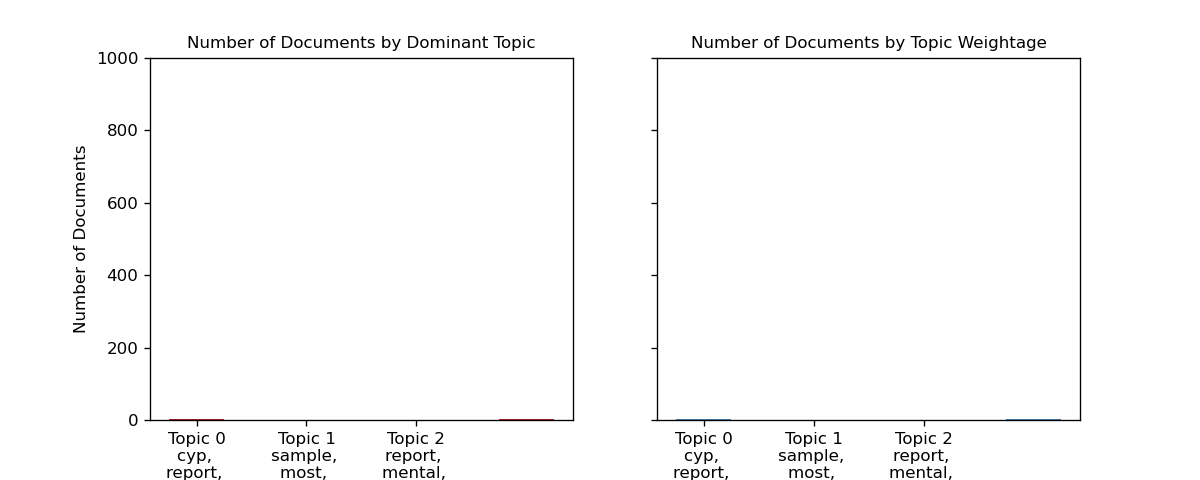 Number of Documents by Dominant Topic
Number of Documents
1000
800
600
400
200
0
Topic 0
cyp,
report,
Topic 1
sample,
most,
Topic 2
report,
mental,
Number of Documents by Topic Weightage
Topic 0
cyp,
report,
Topic 1
sample,
most,
Topic 2
report,
mental,